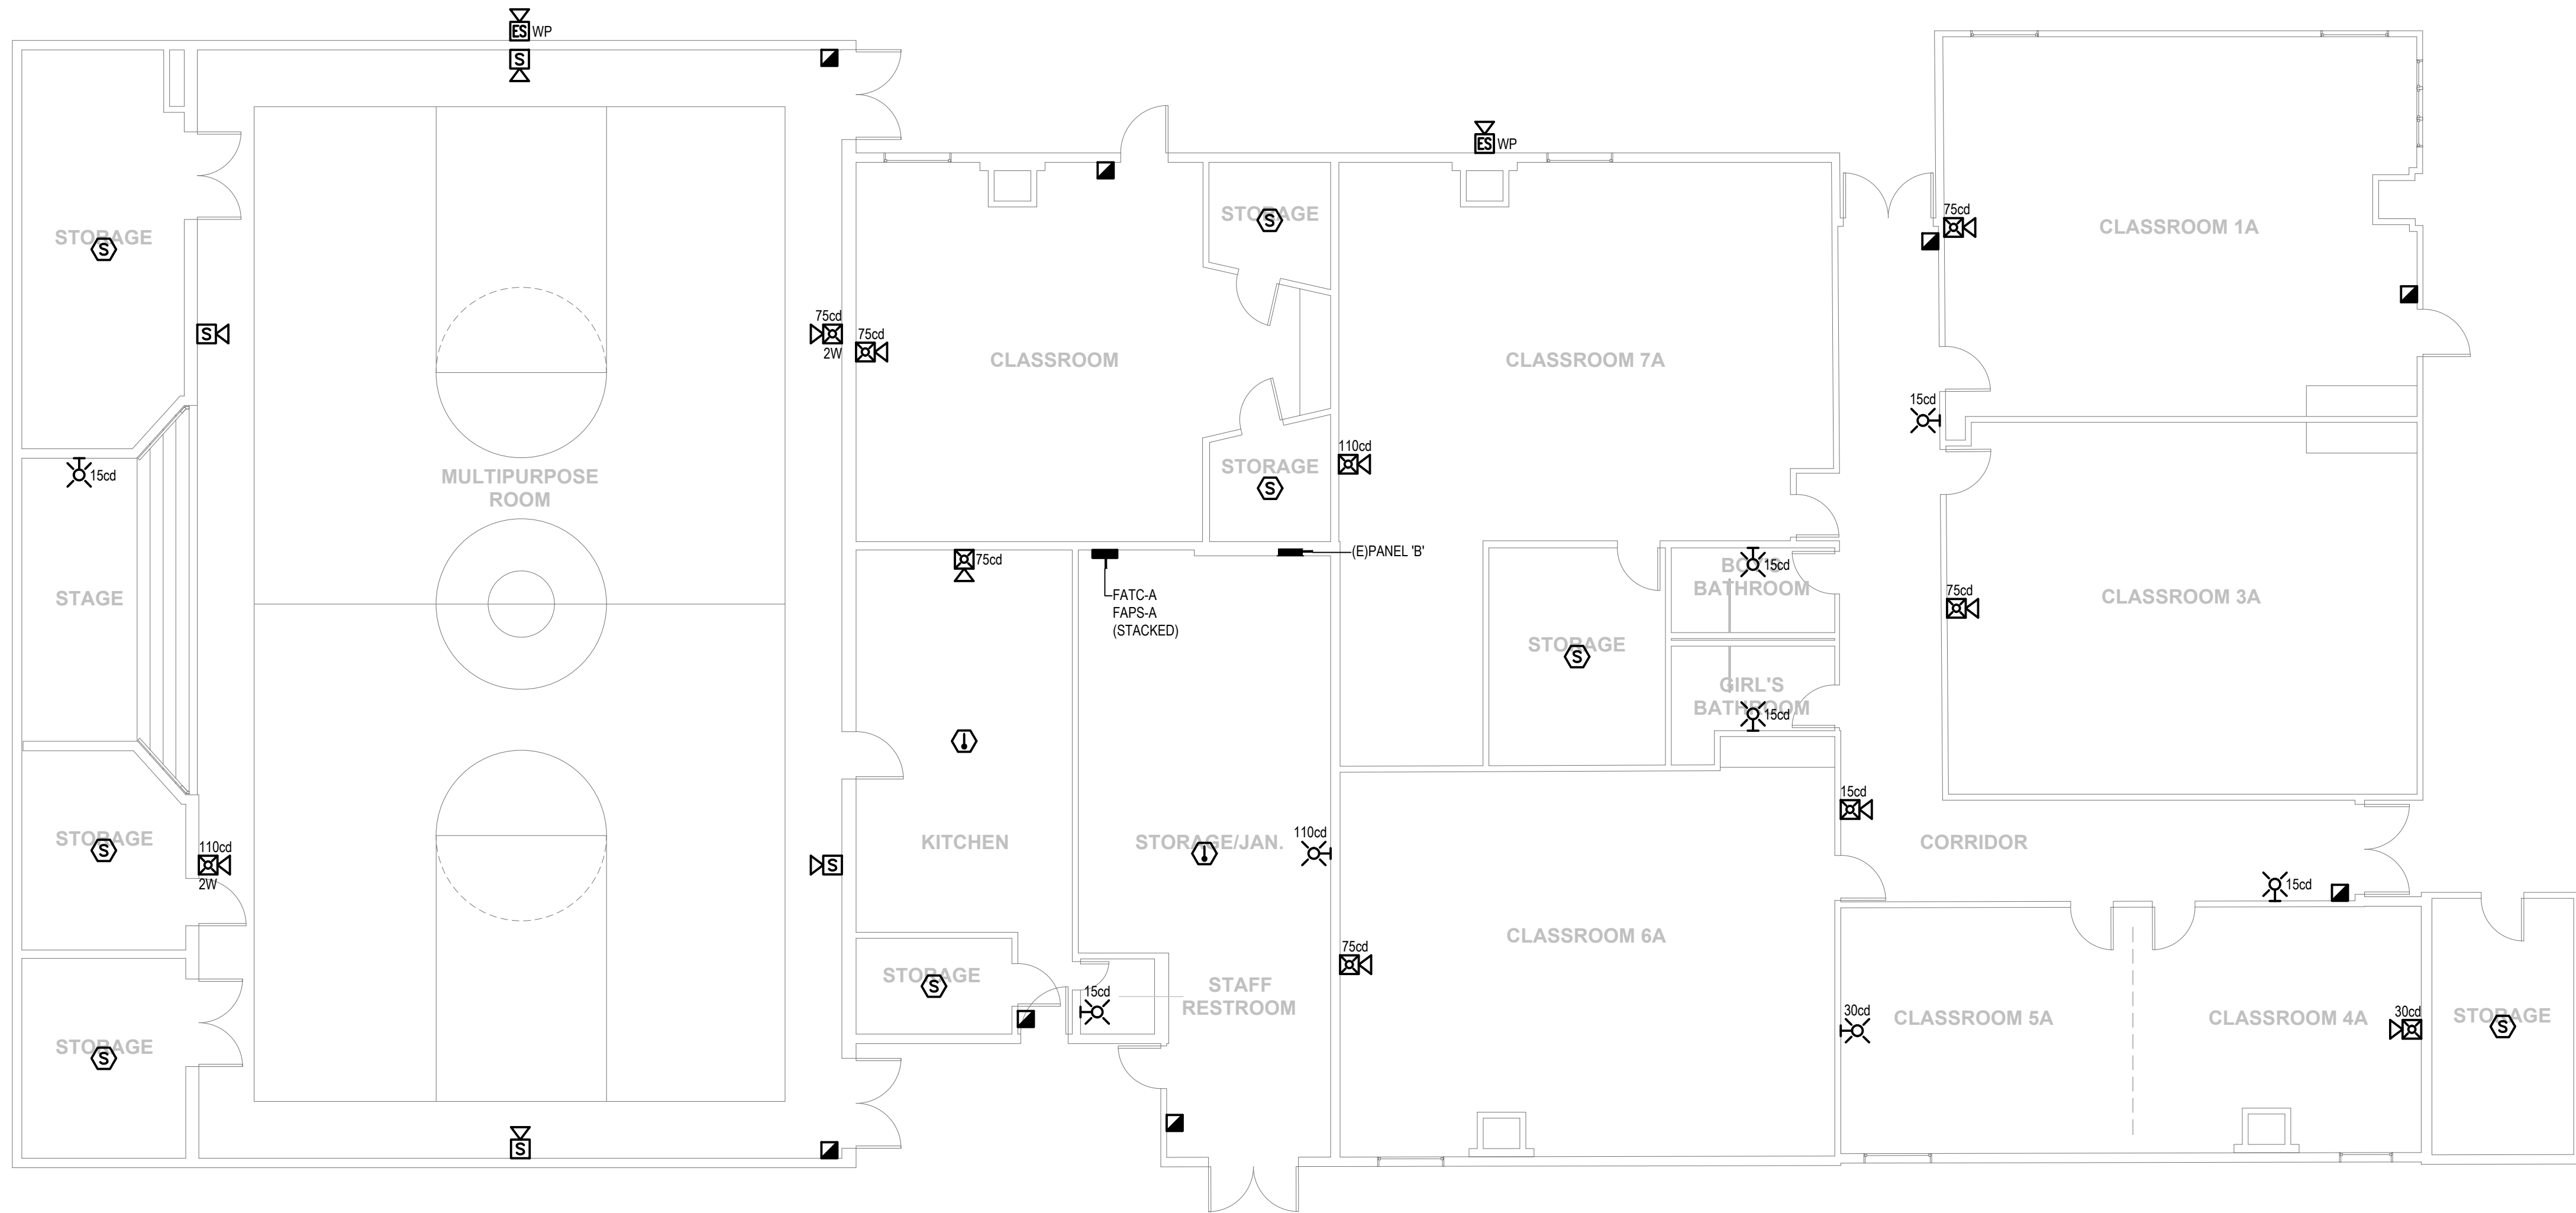 ES WP
S
ES WP
STORAGE
S
STORAGE
S
75cd
CLASSROOM 1A
S
75cd
2W
75cd
CLASSROOM
CLASSROOM 7A
15cd
15cd
MULTIPURPOSE
ROOM
STORAGE
S
110cd
(E)PANEL 'B'
75cd
FATC-A
FAPS-A
(STACKED)
STAGE
BOY'S
BATHROOM
15cd
75cd
CLASSROOM 3A
STORAGE
S
GIRL'S
BATHROOM
15cd
STORAGE
S
110cd
2W
S
KITCHEN
STORAGE/JAN.
110cd
15cd
CORRIDOR
15cd
CLASSROOM 6A
75cd
STORAGE
S
15cd
STAFF
RESTROOM
STORAGE
S
30cd
CLASSROOM 5A
CLASSROOM 4A
30cd
STORAGE
S
S